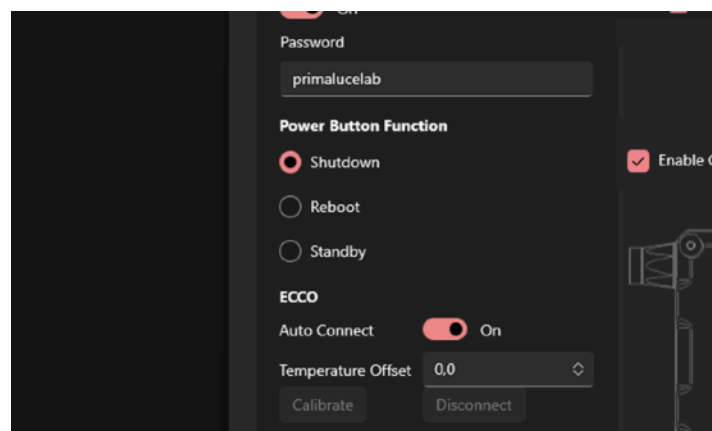 On
Password
primalucelab
Power Button Function
Shutdown
Enable
Reboot
Standby
ECCO
Auto Connect On
Temperature Offset 0,0
Calibrate Disconnect